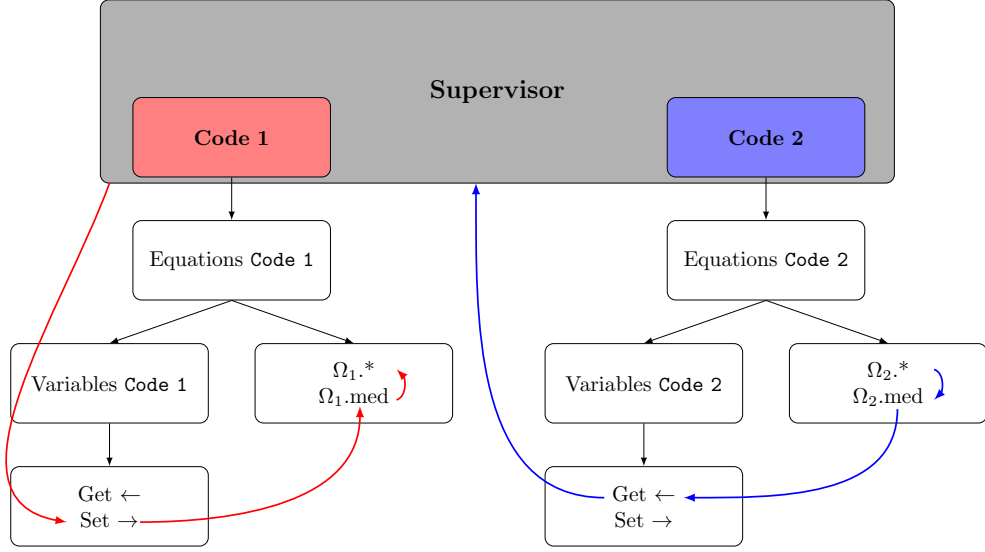 Supervisor
Code 1
Code 2
Equations Code 1
Equations Code 2
Variables Code 1
Ω₁.*
Ω₁.med
Variables Code 2
Ω₂.*
Ω₂.med
Get ←
Set →
Get ←
Set →